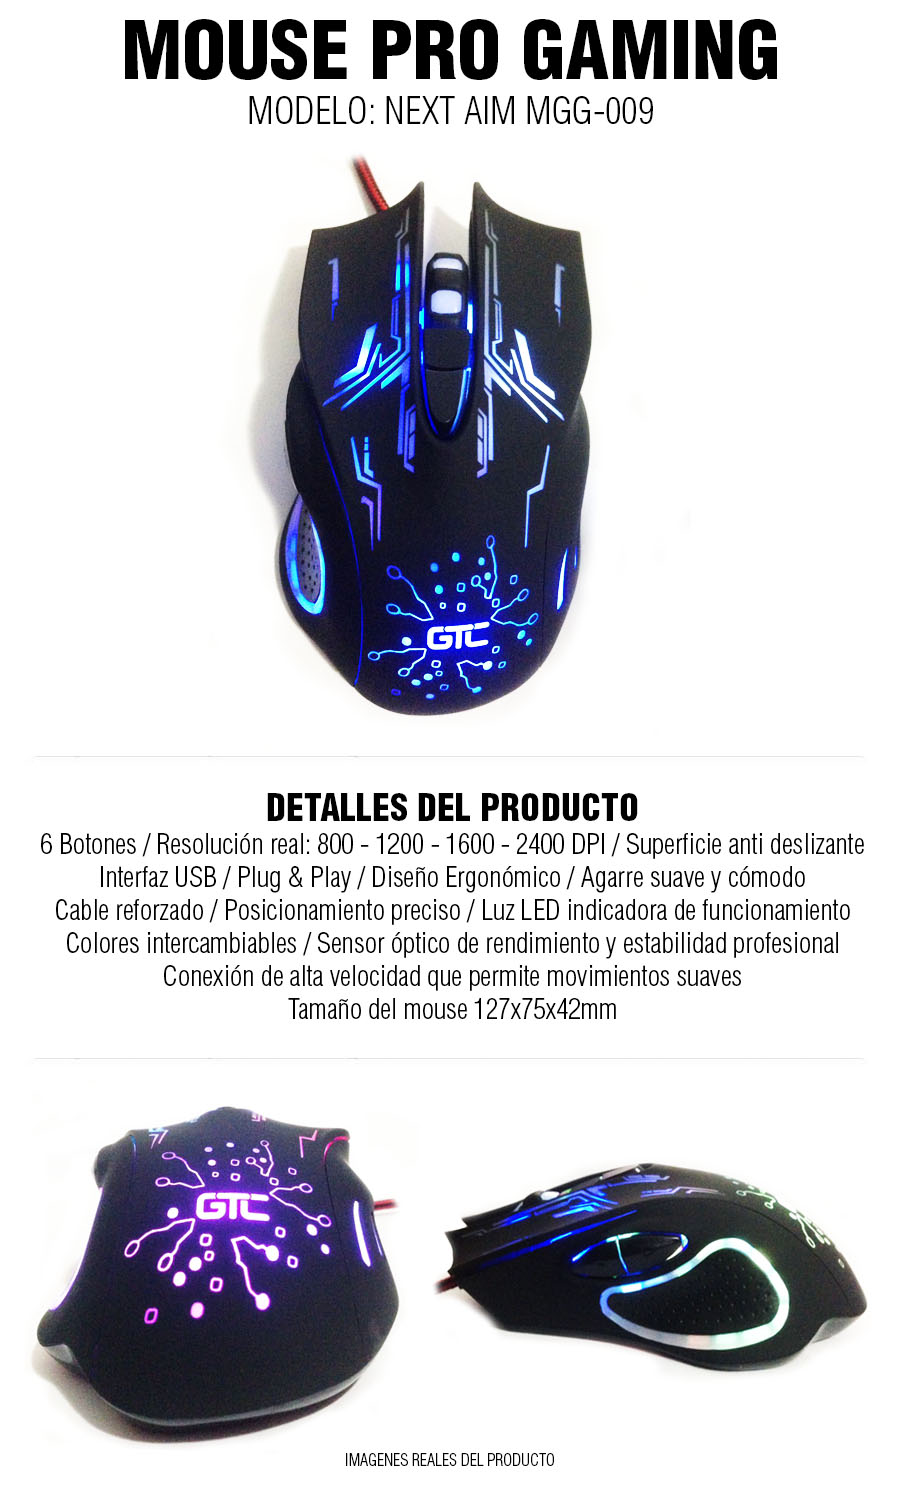 MOUSE PRO GAMING
MODELO: NEXT AIM MGG-009
GTC
DETALLES DEL PRODUCTO
6 Botones / Resolución real: 800 - 1200 - 1600 - 2400 DPI / Superficie anti deslizante
Interfaz USB / Plug & Play / Diseño Ergonómico / Agarre suave y cómodo
Cable reforzado / Posicionamiento preciso / Luz LED indicadora de funcionamiento
Colores intercambiables / Sensor óptico de rendimiento y estabilidad profesional
Conexión de alta velocidad que permite movimientos suaves
Tamaño del mouse 127x75x42mm
GTC
IMAGENES REALES DEL PRODUCTO